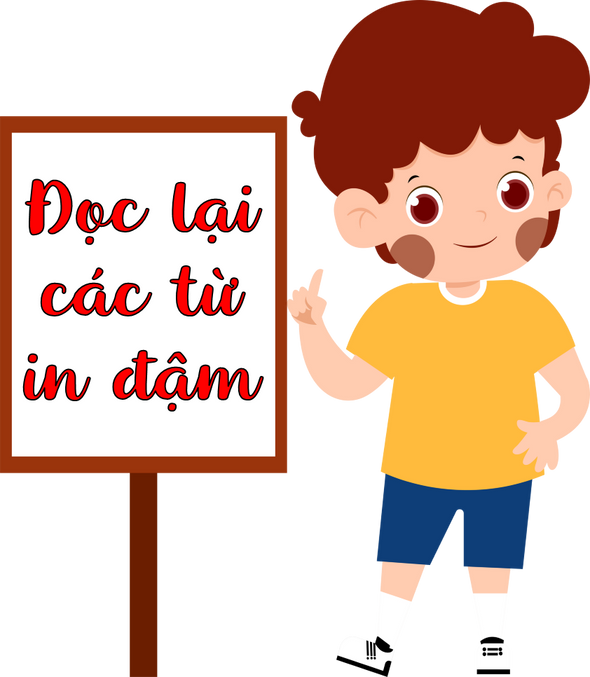 Đọc lại
các từ
in đậm